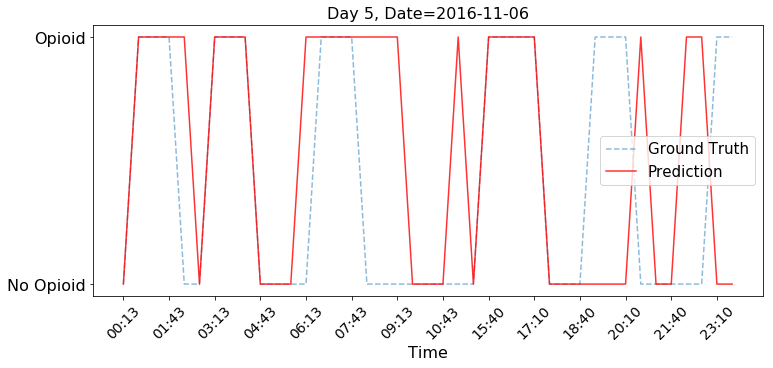 Day 5, Date=2016-11-06
Opioid
Ground Truth
Prediction
No Opioid
00:13 01:43 03:13 04:43 06:13 07:43 09:13 10:43 15:40 17:10 18:40 20:10 21:40 23:10
Time